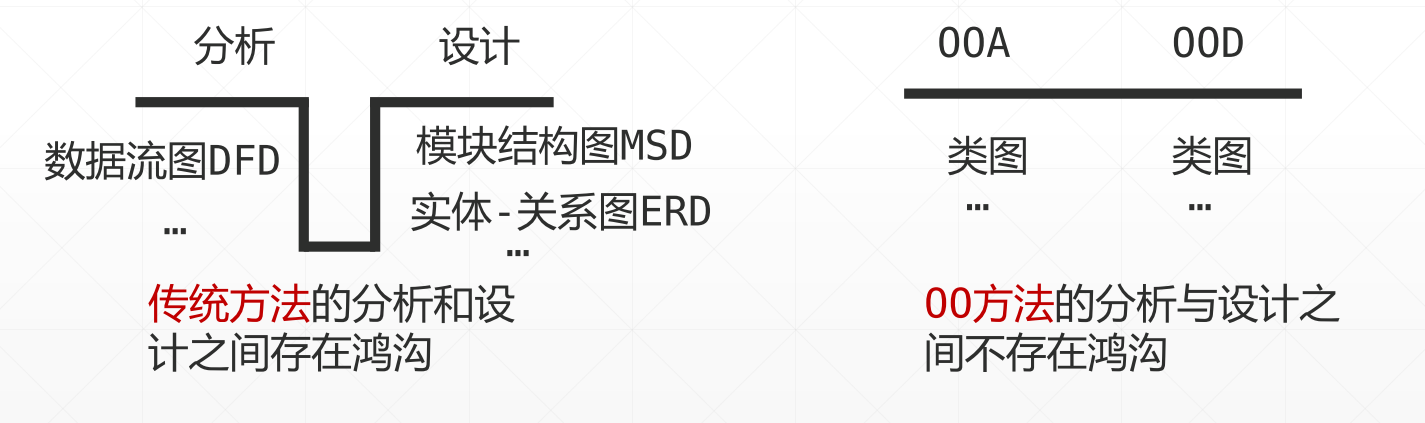 分析
设计
数据流图DFD
…
模块结构图MSD
实体-关系图ERD
…
传统方法的分析和设
计之间存在鸿沟
OOA
OOD
类图
…
类图
…
OO方法的分析与设计之
间不存在鸿沟